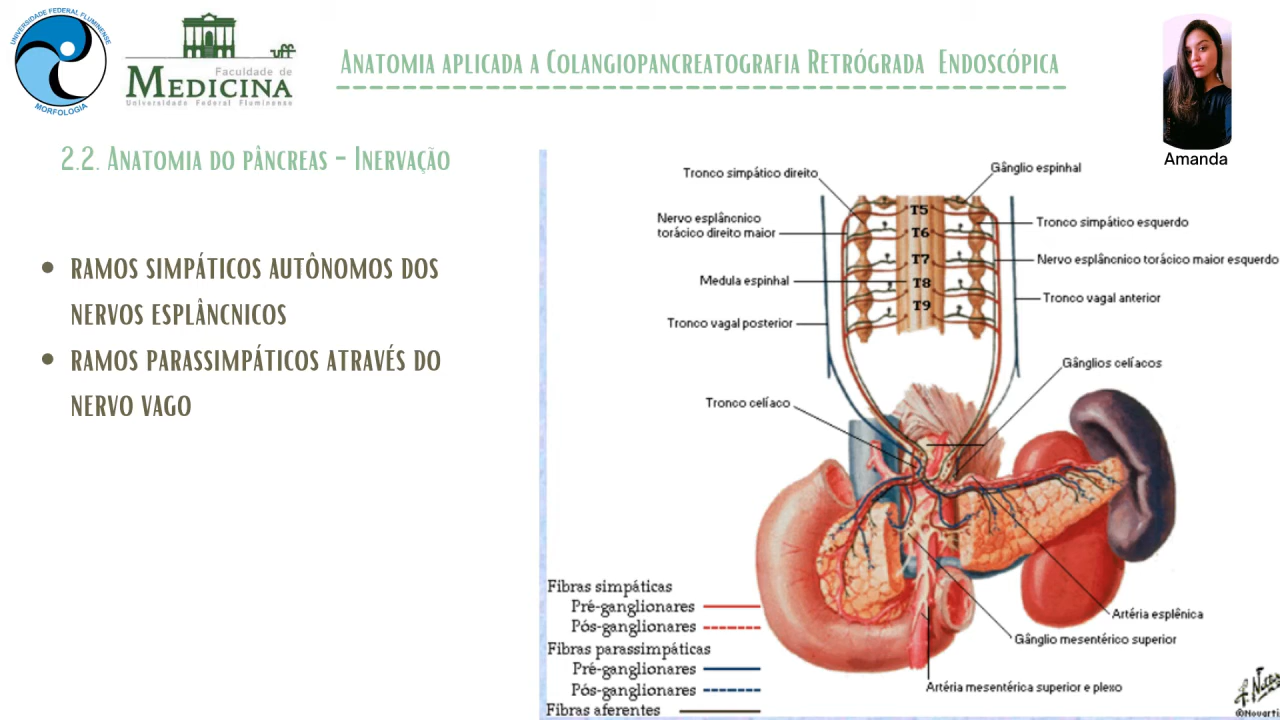 UNIVERSIDADE FEDERAL FLUMINENSE
MORFOLOGIA
uff
Faculdade de
MEDICINA
Universidade Federal Fluminense
Anatomia aplicada a Colangiopancreatografia Retrógrada Endoscópica
Amanda
2.2. Anatomia do pâncreas - Inervação
• ramos simpáticos autônomos dos
nervos esplâncnicos
• ramos parassimpáticos através do
nervo vago
Tronco simpático direito
Gânglio espinhal
Nervo esplâncnico
torácico direito maior
T5
T6
T7
T8
T9
Tronco simpático esquerdo
Nervo esplâncnico torácico maior esquerdo
Medula espinhal
Tronco vagal anterior
Tronco vagal posterior
Gânglios celíacos
Tronco celíaco
Fibras simpáticas
Pré-ganglionares
Pós-ganglionares
Fibras parassimpáticas
Pré-ganglionares
Pós-ganglionares
Fibras aferentes
Artéria esplênica
Gânglio mesentérico superior
Artéria mesentérica superior e plexo